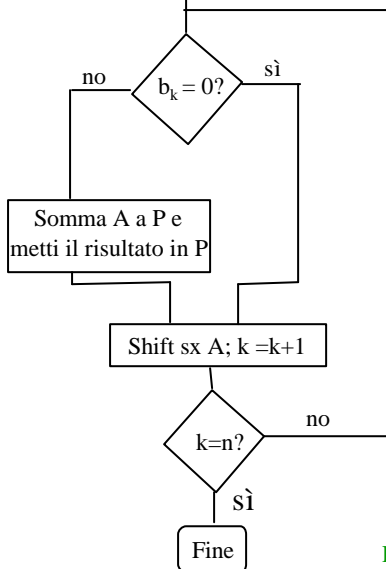 no
sì
b_k = 0?
Somma A a P e
metti il risultato in P
Shift sx A; k =k+1
no
k=n?
sì
Fine